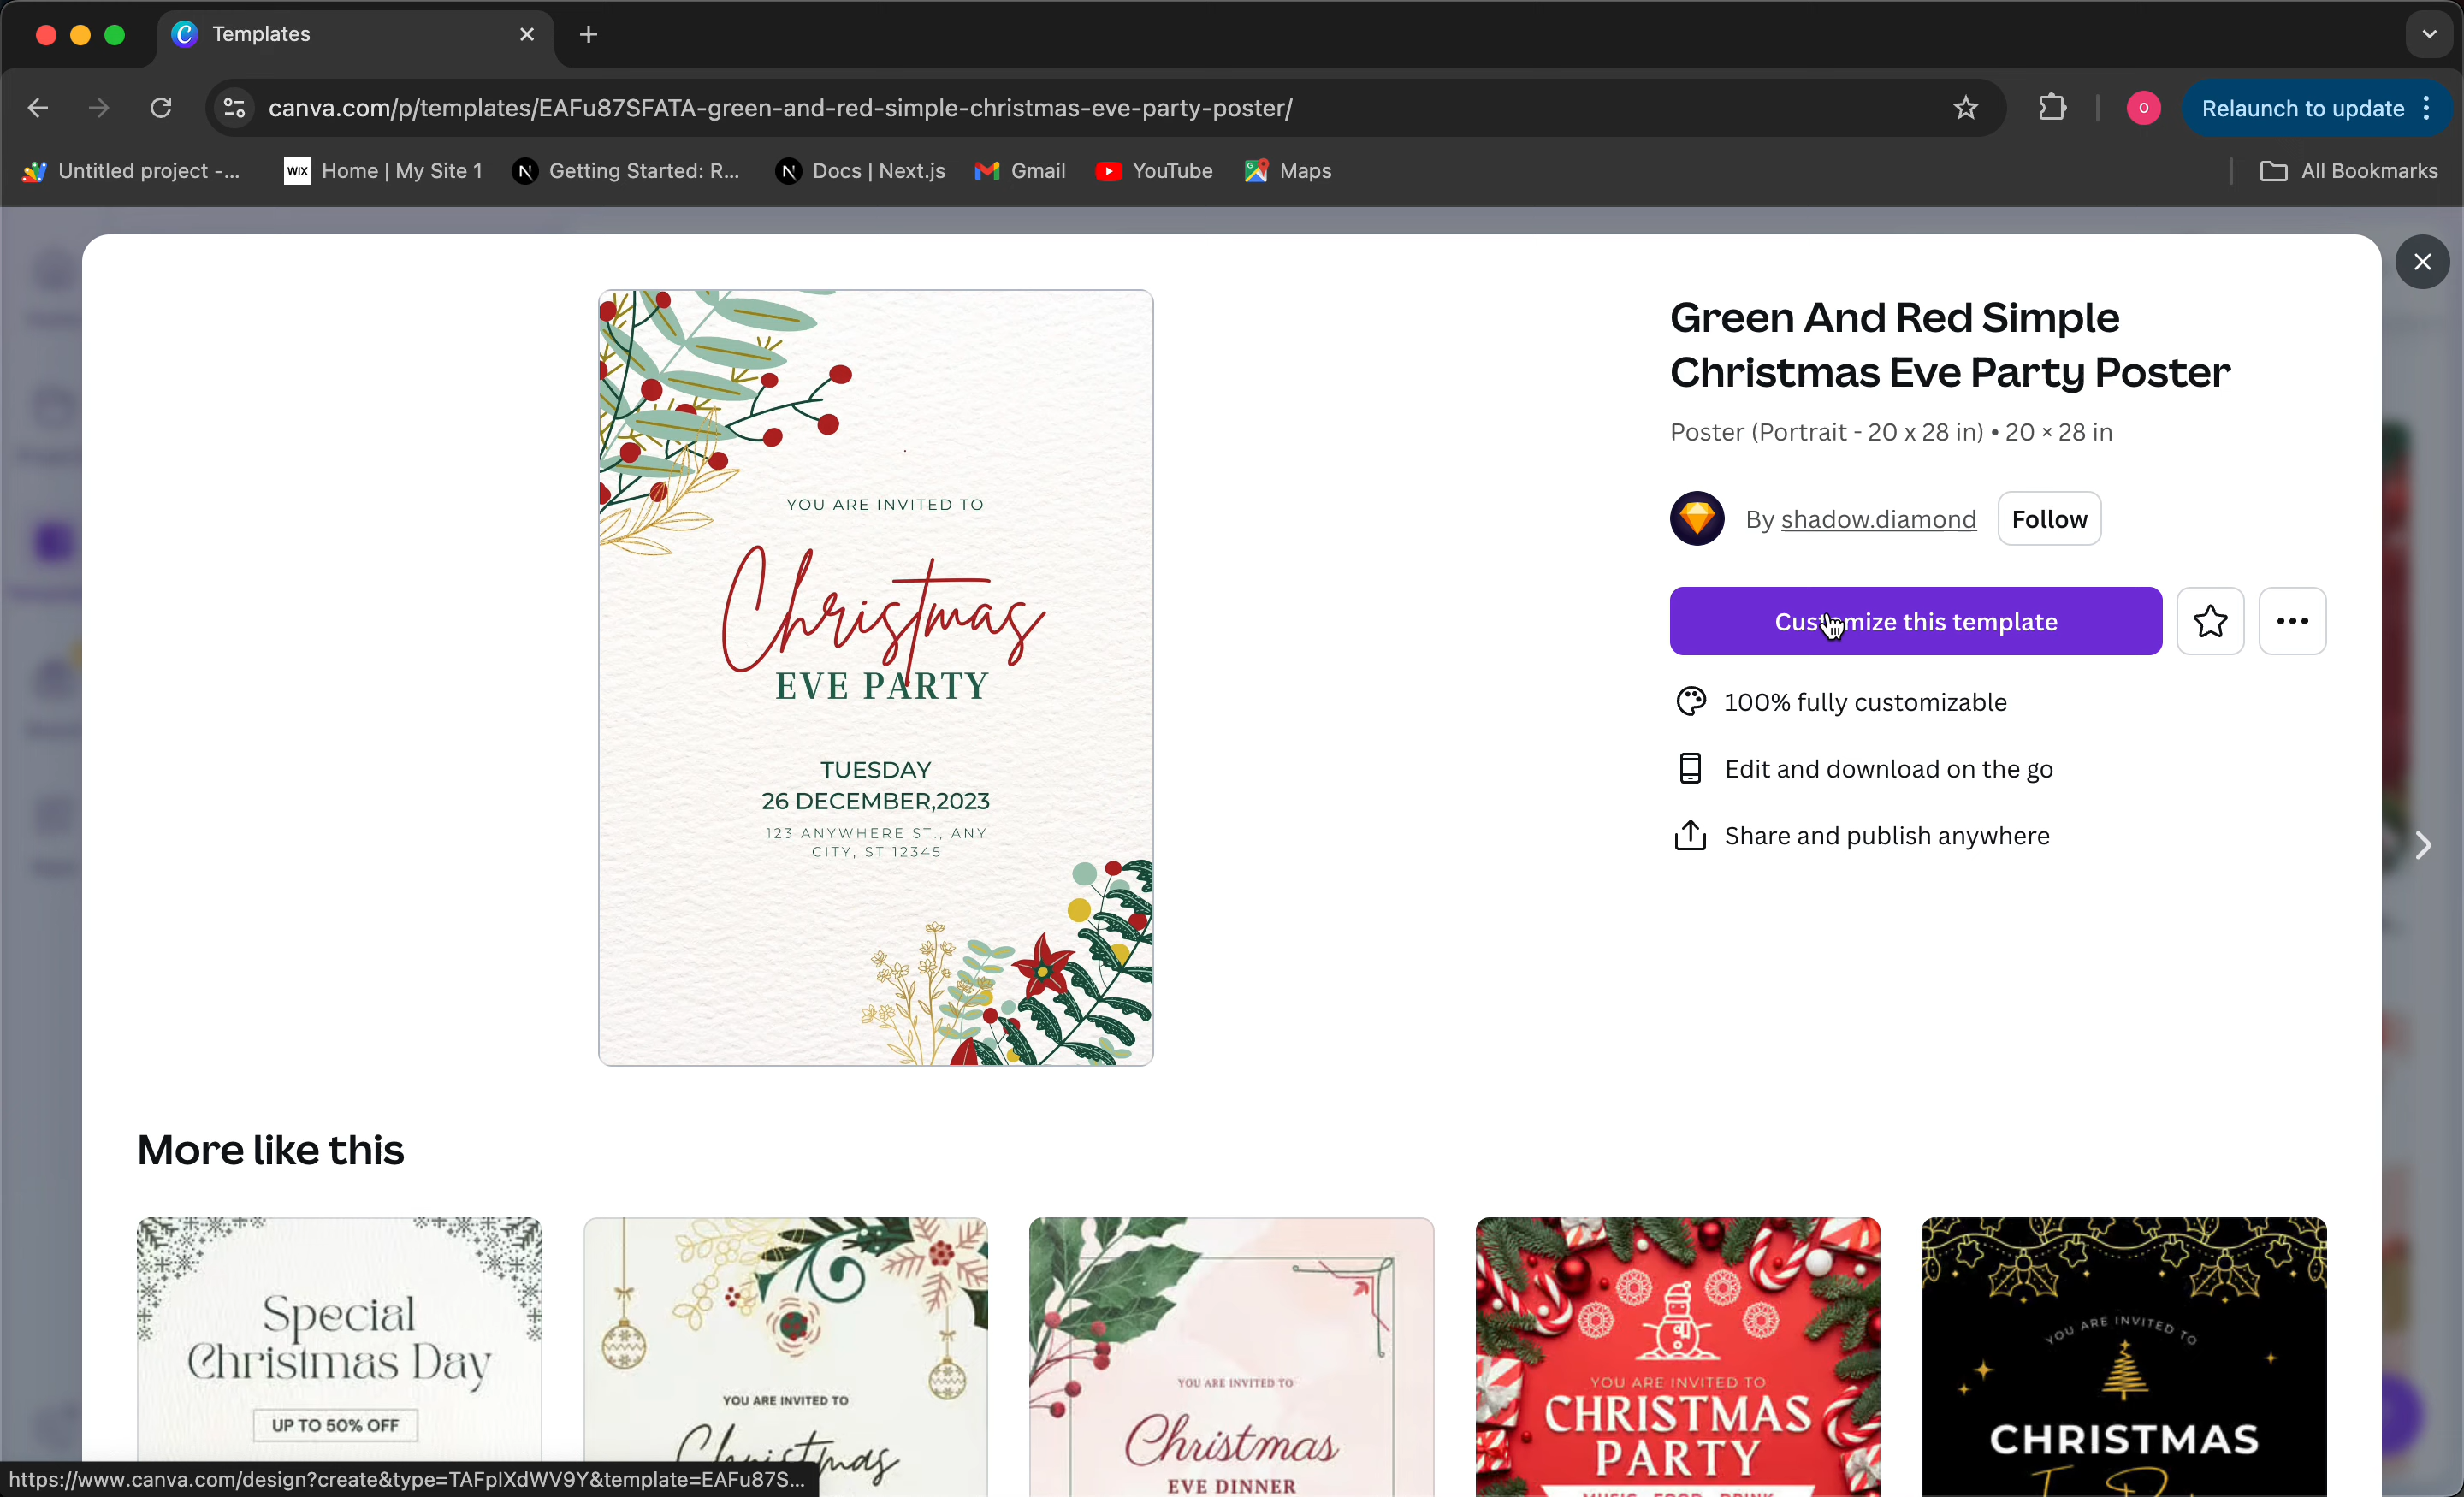 Templates
canva.com/p/templates/EAFu87SFATA-green-and-red-simple-christmas-eve-party-poster/
Relaunch to update
Untitled project -...
WIX
Home | My Site 1
Getting Started: R...
Docs | Next.js
Gmail
YouTube
Maps
All Bookmarks
YOU ARE INVITED TO
Christmas
EVE PARTY
TUESDAY
26 DECEMBER,2023
123 ANYWHERE ST., ANY
CITY, ST 12345
Green And Red Simple
Christmas Eve Party Poster
Poster (Portrait - 20 x 28 in) • 20 × 28 in
By shadow.diamond
Follow
Customize this template
100% fully customizable
Edit and download on the go
Share and publish anywhere
More like this
Special
Christmas Day
UP TO 50% OFF
YOU ARE INVITED TO
Christmas
YOU ARE INVITED TO
Christmas
EVE DINNER
YOU ARE INVITED TO
CHRISTMAS
PARTY
MUSIC FOOD DRINK
YOU ARE INVITED TO
CHRISTMAS
https://www.canva.com/design?create&type=TAFpIXdWV9Y&template=EAFu87S...